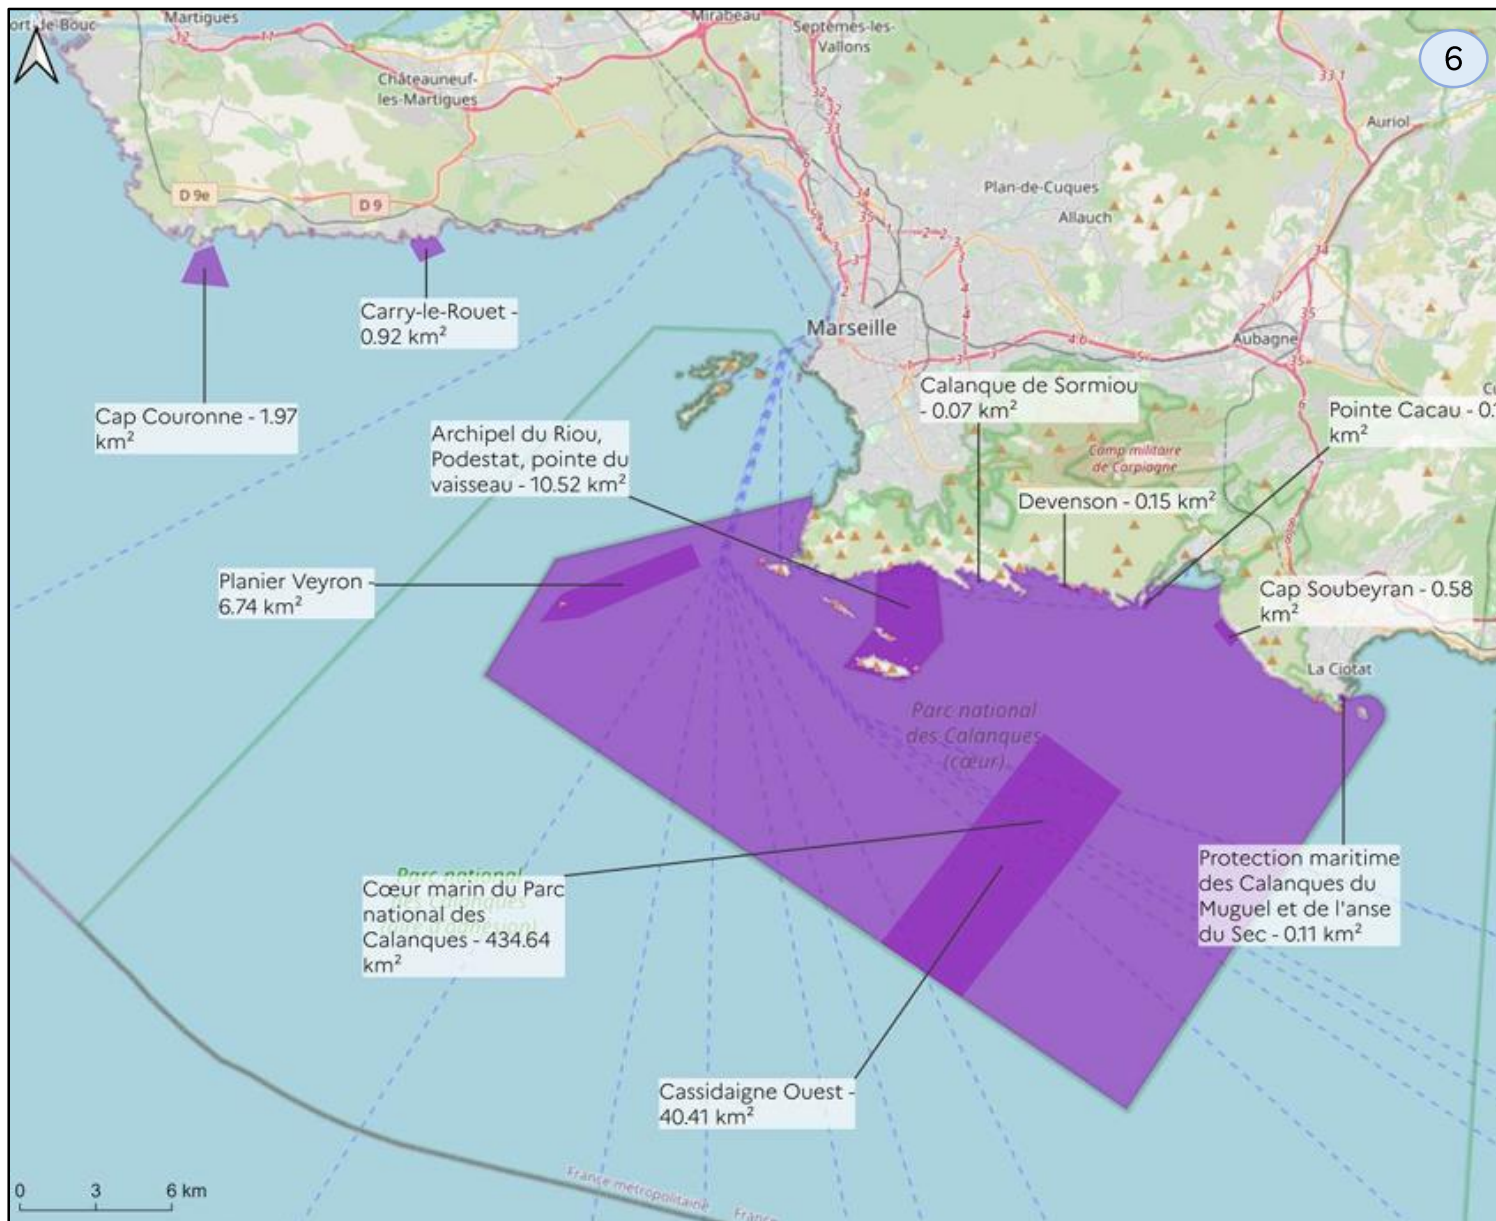 Martigues
Mirabeau
Septèmes-les-
Vallons
6
Châteauneuf-
les-Martigues
Auriol
D 9e
D 9
Plan-de-Cuques
Allauch
Carry-le-Rouet -
0.92 km²
Marseille
Aubagne
Cap Couronne - 1.97
km²
Archipel du Riou,
Podestat, pointe du
vaisseau - 10.52 km²
Calanque de Sormiou
- 0.07 km²
Pointe Cacau - 0.1
km²
Camp militaire
de Carpiagne
Devenson - 0.15 km²
Planier Veyron -
6.74 km²
Cap Soubeyran - 0.58
km²
La Ciotat
Parc national
des Calanques
(cœur)
Parc national
Cœur marin du Parc
national des
Calanques - 434.64
km²
Protection maritime
des Calanques du
Muguel et de l'anse
du Sec - 0.11 km²
Cassidaigne Ouest -
40.41 km²
0 3 6 km
France métropolitaine
France